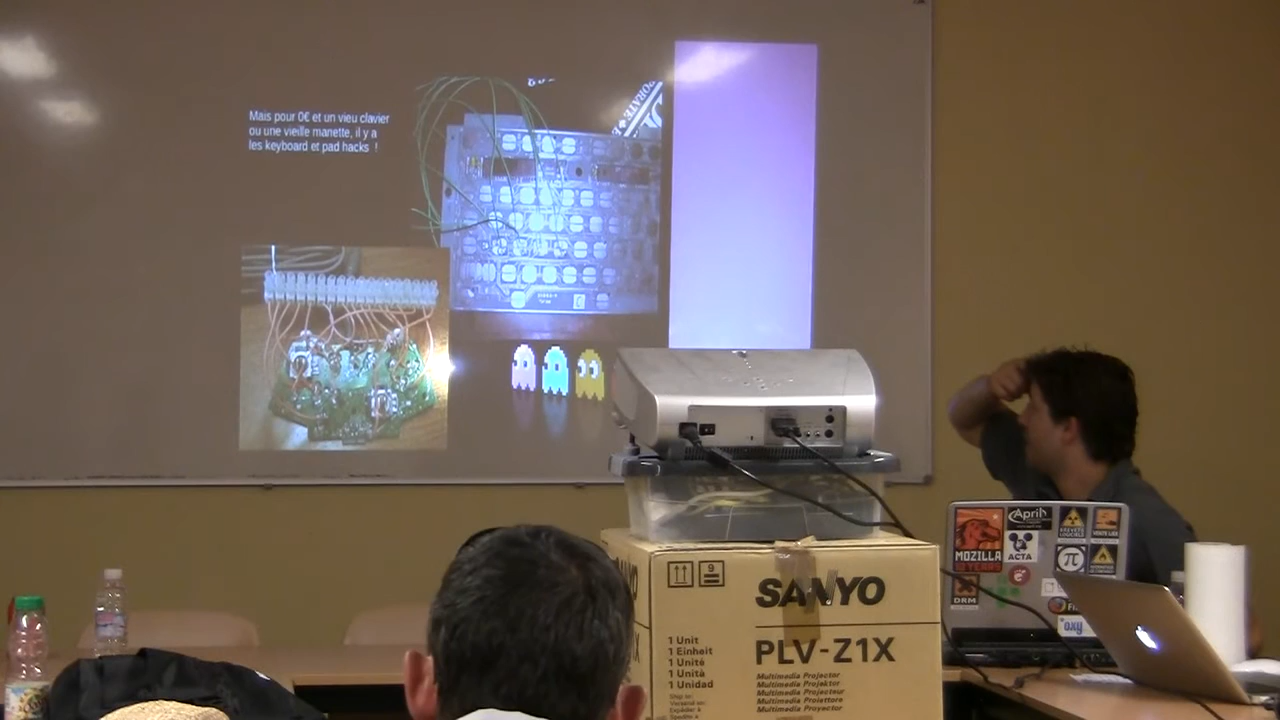 Mais pour 0€ et un vieu clavier
ou une vieille manette, il y a
les keyboard et pad hacks !
ORATE
SANYO
PLV-Z1X
9
1 Unit
1 Einheit
1 Unité
1 Unità
1 Unidad
Multimedia Projector
Multimedia Projektor
Multimedia Projecteur
Multimedia Proiettore
Multimedia Proyector
April
MOZILLA
ACTA
π
DRM
oxy